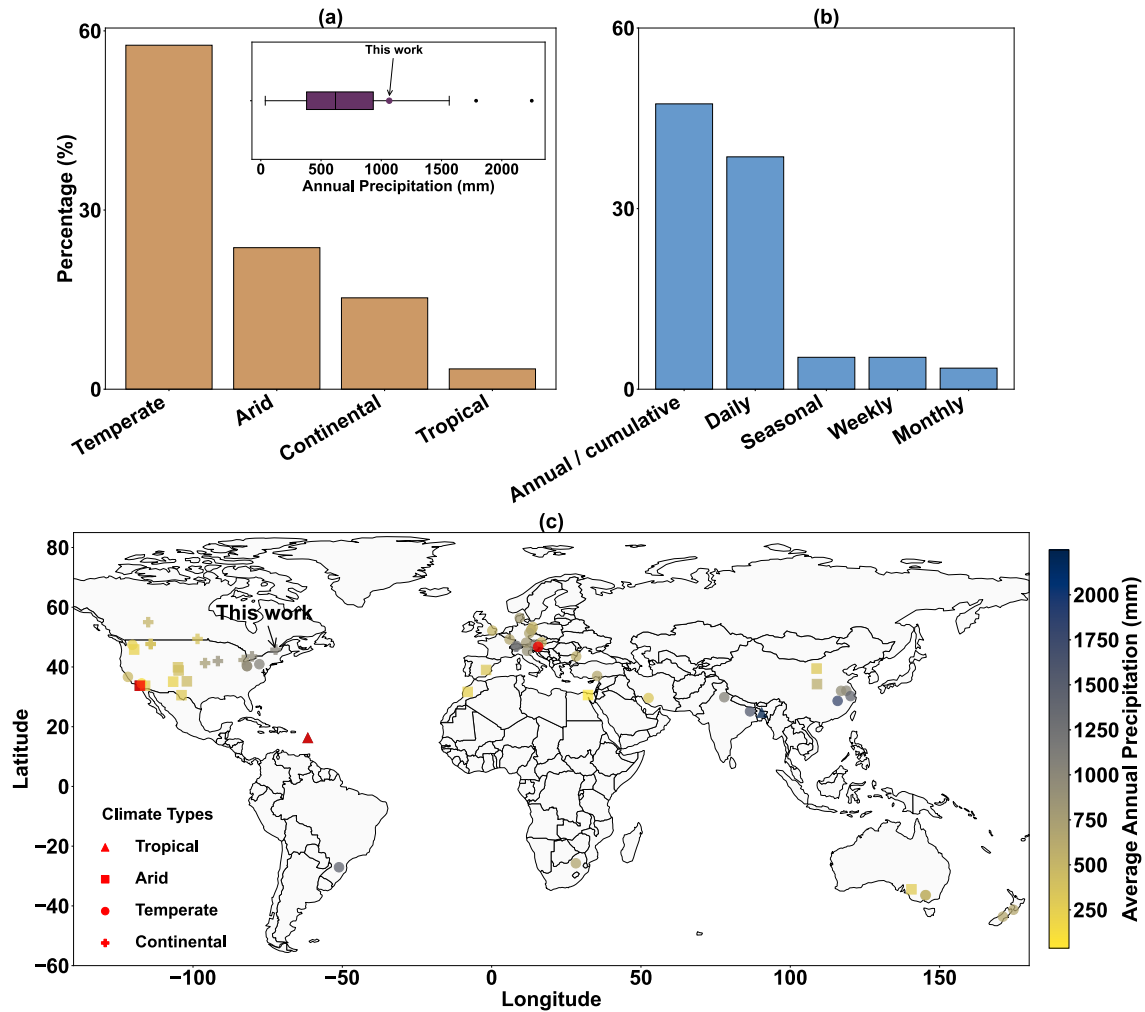 (a)
60
30
0
Percentage (%)
This work
0 500 1000 1500 2000
Annual Precipitation (mm)
Temperate
Arid
Continental
Tropical
(b)
60
30
0
Annual / cumulative
Daily
Seasonal
Weekly
Monthly
(c)
80
60
40
20
0
−20
−40
−60
Latitude
This work
Climate Types
Tropical
Arid
Temperate
Continental
−100 −50 0 50 100 150
Longitude
2000
1750
1500
1250
1000
750
500
250
Average Annual Precipitation (mm)